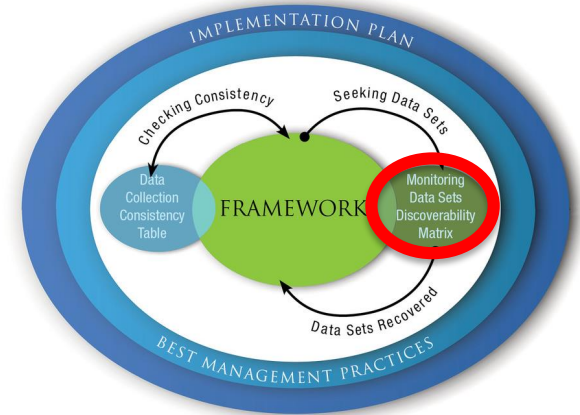 IMPLEMENTATION PLAN
Checking Consistency
Seeking Data Sets
Data
Collection
Consistency
Table
FRAMEWORK
Monitoring
Data Sets
Discoverability
Matrix
Data Sets Recovered
BEST MANAGEMENT PRACTICES